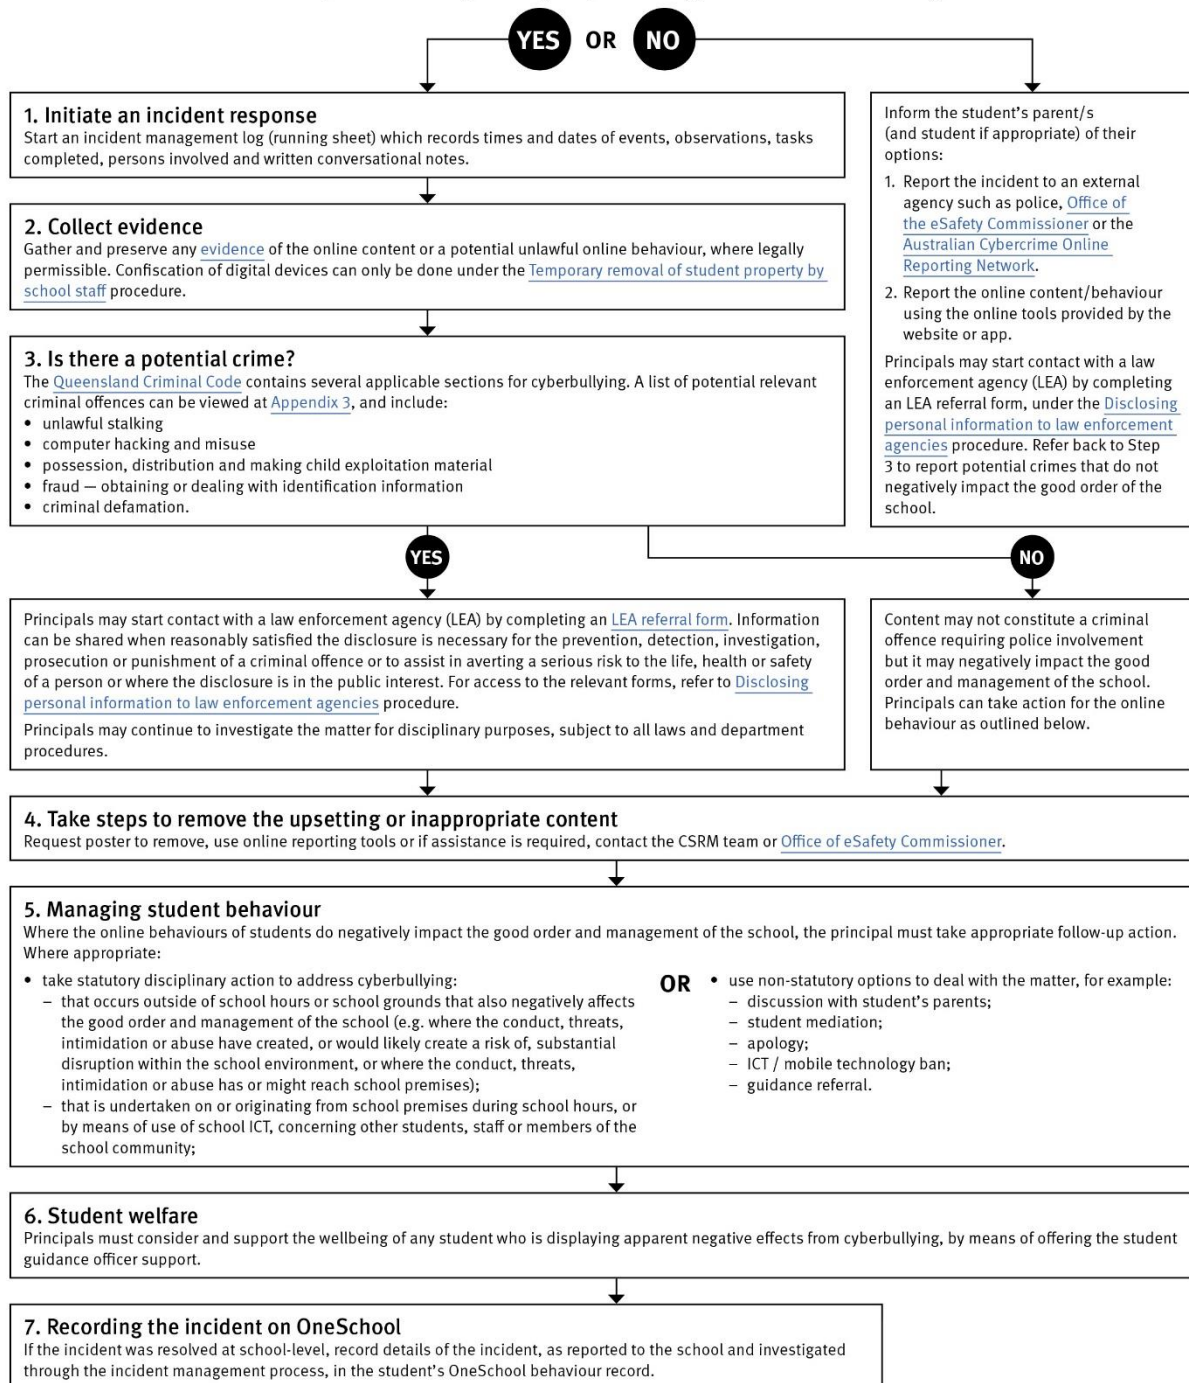 YES OR NO
1. Initiate an incident response
Start an incident management log (running sheet) which records times and dates of events, observations, tasks
completed, persons involved and written conversational notes.
2. Collect evidence
Gather and preserve any evidence of the online content or a potential unlawful online behaviour, where legally
permissible. Confiscation of digital devices can only be done under the Temporary removal of student property by
school staff procedure.
3. Is there a potential crime?
The Queensland Criminal Code contains several applicable sections for cyberbullying. A list of potential relevant
criminal offences can be viewed at Appendix 3, and include:
• unlawful stalking
• computer hacking and misuse
• possession, distribution and making child exploitation material
• fraud — obtaining or dealing with identification information
• criminal defamation.
Inform the student's parent/s
(and student if appropriate) of their
options:
1. Report the incident to an external
agency such as police, Office of
the eSafety Commissioner or the
Australian Cybercrime Online
Reporting Network.
2. Report the online content/behaviour
using the online tools provided by the
website or app.
Principals may start contact with a law
enforcement agency (LEA) by completing
an LEA referral form, under the Disclosing
personal information to law enforcement
agencies procedure. Refer back to Step
3 to report potential crimes that do not
negatively impact the good order of the
school.
YES
NO
Principals may start contact with a law enforcement agency (LEA) by completing an LEA referral form. Information
can be shared when reasonably satisfied the disclosure is necessary for the prevention, detection, investigation,
prosecution or punishment of a criminal offence or to assist in averting a serious risk to the life, health or safety
of a person or where the disclosure is in the public interest. For access to the relevant forms, refer to Disclosing
personal information to law enforcement agencies procedure.
Principals may continue to investigate the matter for disciplinary purposes, subject to all laws and department
procedures.
Content may not constitute a criminal
offence requiring police involvement
but it may negatively impact the good
order and management of the school.
Principals can take action for the online
behaviour as outlined below.
4. Take steps to remove the upsetting or inappropriate content
Request poster to remove, use online reporting tools or if assistance is required, contact the CSRM team or Office of eSafety Commissioner.
5. Managing student behaviour
Where the online behaviours of students do negatively impact the good order and management of the school, the principal must take appropriate follow-up action.
Where appropriate:
• take statutory disciplinary action to address cyberbullying:
– that occurs outside of school hours or school grounds that also negatively affects
the good order and management of the school (e.g. where the conduct, threats,
intimidation or abuse have created, or would likely create a risk of, substantial
disruption within the school environment, or where the conduct, threats,
intimidation or abuse has or might reach school premises);
– that is undertaken on or originating from school premises during school hours, or
by means of use of school ICT, concerning other students, staff or members of the
school community;
OR
• use non-statutory options to deal with the matter, for example:
– discussion with student's parents;
– student mediation;
– apology;
– ICT / mobile technology ban;
– guidance referral.
6. Student welfare
Principals must consider and support the wellbeing of any student who is displaying apparent negative effects from cyberbullying, by means of offering the student
guidance officer support.
7. Recording the incident on OneSchool
If the incident was resolved at school-level, record details of the incident, as reported to the school and investigated
through the incident management process, in the student's OneSchool behaviour record.